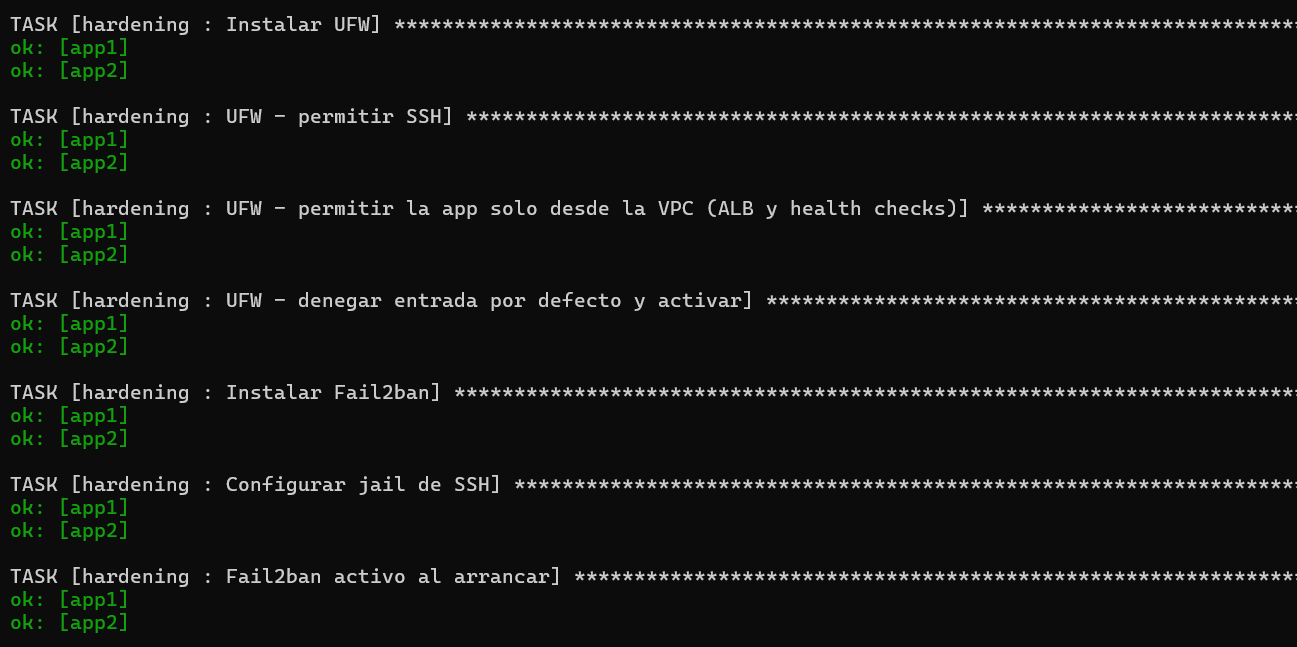 TASK [hardening : Instalar UFW] ***************************************************************************
ok: [app1]
ok: [app2]
TASK [hardening : UFW - permitir SSH] *********************************************************************
ok: [app1]
ok: [app2]
TASK [hardening : UFW - permitir la app solo desde la VPC (ALB y health checks)] **************************
ok: [app1]
ok: [app2]
TASK [hardening : UFW - denegar entrada por defecto y activar] ********************************************
ok: [app1]
ok: [app2]
TASK [hardening : Instalar Fail2ban] **********************************************************************
ok: [app1]
ok: [app2]
TASK [hardening : Configurar jail de SSH] *****************************************************************
ok: [app1]
ok: [app2]
TASK [hardening : Fail2ban activo al arrancar] ************************************************************
ok: [app1]
ok: [app2]